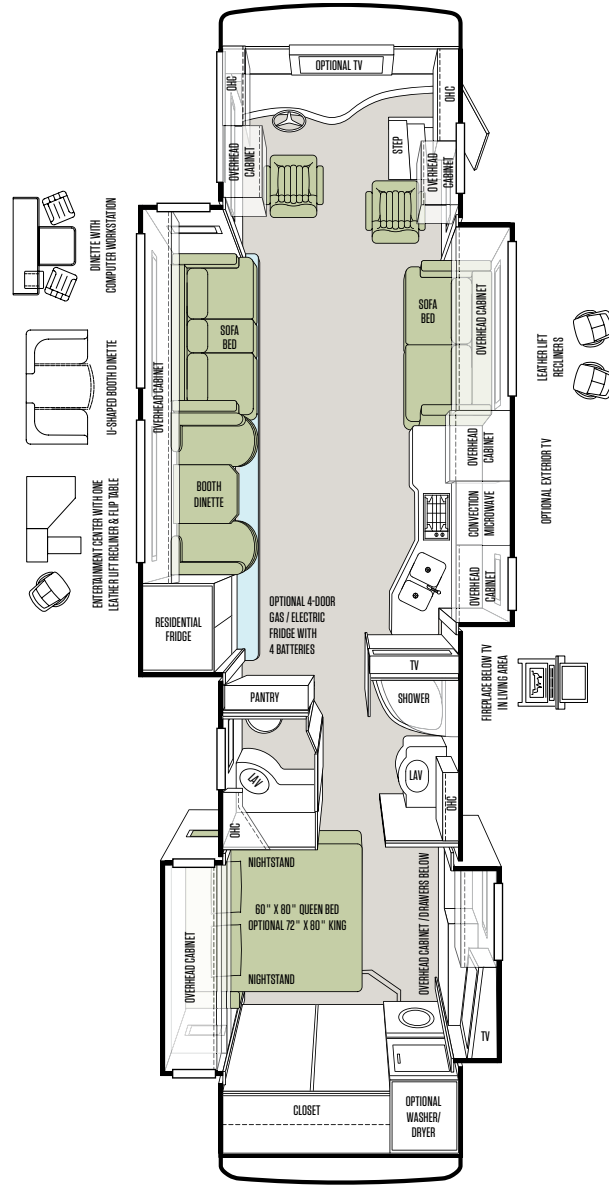 OPTIONAL TV
OHC
OHC
OVERHEAD
CABINET
STEP
OVERHEAD
CABINET
DINETTE WITH
COMPUTER WORKSTATION
U-SHAPED BOOTH DINETTE
ENTERTAINMENT CENTER WITH ONE
LEATHER LIFT RECLINER & FLIP TABLE
OVERHEAD CABINET
SOFA
BED
BOOTH
DINETTE
RESIDENTIAL
FRIDGE
OPTIONAL 4-DOOR
GAS / ELECTRIC
FRIDGE WITH
4 BATTERIES
SOFA
BED
OVERHEAD CABINET
OVERHEAD
CABINET
CONVECTION
MICROWAVE
OVERHEAD
CABINET
LEATHER LIFT
RECLINERS
OPTIONAL EXTERIOR TV
FIREPLACE BELOW TV
IN LIVING AREA
TV
PANTRY
SHOWER
LAV
LAV
OHC
OHC
NIGHTSTAND
60" X 80" QUEEN BED
OPTIONAL 72" X 80" KING
NIGHTSTAND
OVERHEAD CABINET
OVERHEAD CABINET / DRAWERS BELOW
TV
CLOSET
OPTIONAL
WASHER/
DRYER